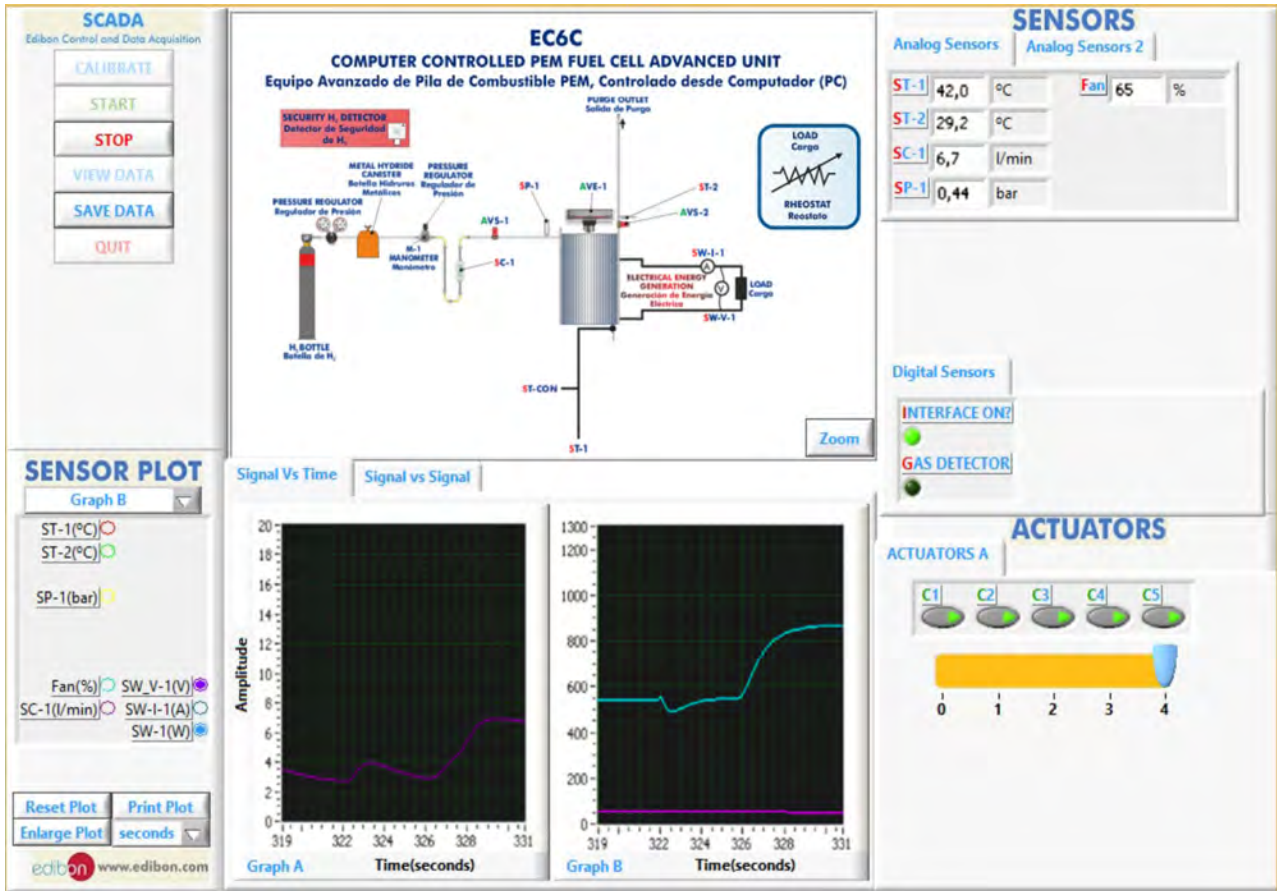 SCADA
Edibon Control and Data Acquisition
CALIBRATE
START
STOP
VIEW DATA
SAVE DATA
QUIT
EC6C
COMPUTER CONTROLLED PEM FUEL CELL ADVANCED UNIT
Equipo Avanzado de Pila de Combustible PEM, Controlado desde Computador (PC)
PURGE OUTLET
Salida de Purga
SECURITY H₂ DETECTOR
Detector de Seguridad
de H₂
METAL HYDRIDE
CANISTER
Botella Hidruros
Metálicos
PRESSURE
REGULATOR
Regulador de
Presión
PRESSURE REGULATOR
Regulador de Presión
SP-1
AVE-1
ST-2
AVS-2
AVS-1
M-1
MANOMETER
Manómetro
SC-1
LOAD
Carga
RHEOSTAT
Reostato
SW-I-1
A
V
ELECTRICAL ENERGY
GENERATION
Generación de Energía
Eléctrica
LOAD
Carga
SW-V-1
H₂ BOTTLE
Botella de H₂
ST-CON
ST-1
Zoom
SENSORS
Analog Sensors
Analog Sensors 2
ST-1 42,0 ºC
Fan 65 %
ST-2 29,2 ºC
SC-1 6,7 l/min
SP-1 0,44 bar
Digital Sensors
INTERFACE ON?
GAS DETECTOR
SENSOR PLOT
Graph B
ST-1(ºC)
ST-2(ºC)
SP-1(bar)
Fan(%) SW_V-1(V)
SC-1(l/min) SW-I-1(A)
SW-1(W)
Reset Plot
Print Plot
Enlarge Plot
seconds
edibon www.edibon.com
Signal Vs Time
Signal vs Signal
Amplitude
20
18
16
14
12
10
8
6
4
2
0
319 322 324 326 328 331
Graph A
Time(seconds)
1300
1200
1000
800
600
400
200
0
319 322 324 326 328 331
Graph B
Time(seconds)
ACTUATORS
ACTUATORS A
C1 C2 C3 C4 C5
0 1 2 3 4